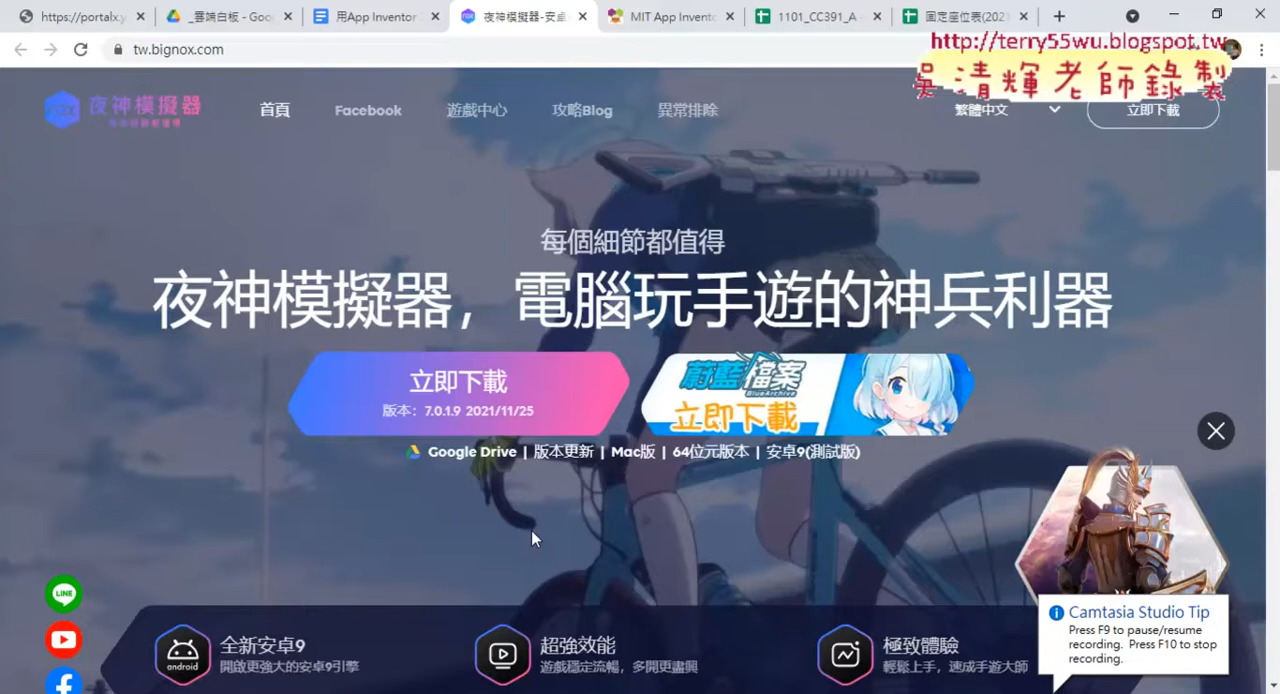 https://portalx.y
_雲端白板 - Goo
用App Inventor
夜神模擬器-安卓
MIT App Invento
1101_CC391_A
固定座位表(202
tw.bignox.com
http://terry55wu.blogspot.tw
吳清輝老師錄製
夜神模擬器
首頁
Facebook
遊戲中心
攻略Blog
異常排除
繁體中文
立即下載
每個細節都值得
夜神模擬器，電腦玩手遊的神兵利器
立即下載
版本：7.0.1.9 2021/11/25
蔚藍檔案
BlueArchive
立即下載
Google Drive | 版本更新 | Mac版 | 64位元版本 | 安卓9(測試版)
LINE
android
全新安卓9
開啟更強大的安卓9引擎
超強效能
遊戲穩定流暢，多開更盡興
極致體驗
輕鬆上手，速成手遊大師
Camtasia Studio Tip
Press F9 to pause/resume
recording. Press F10 to stop
recording.